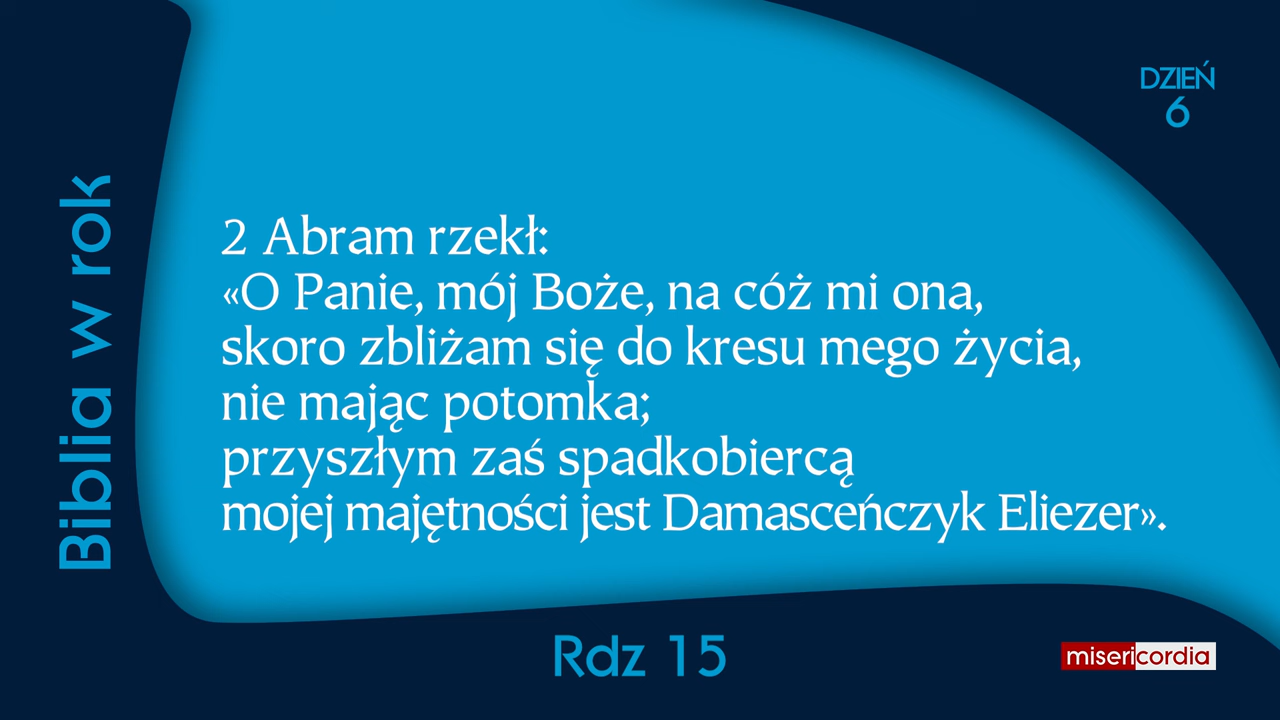 DZIEŃ
6
Biblia w rok
2 Abram rzekł:
«O Panie, mój Boże, na cóż mi ona,
skoro zbliżam się do kresu mego życia,
nie mając potomka;
przyszłym zaś spadkobiercą
mojej majętności jest Damasceńczyk Eliezer».
Rdz 15
misericordia